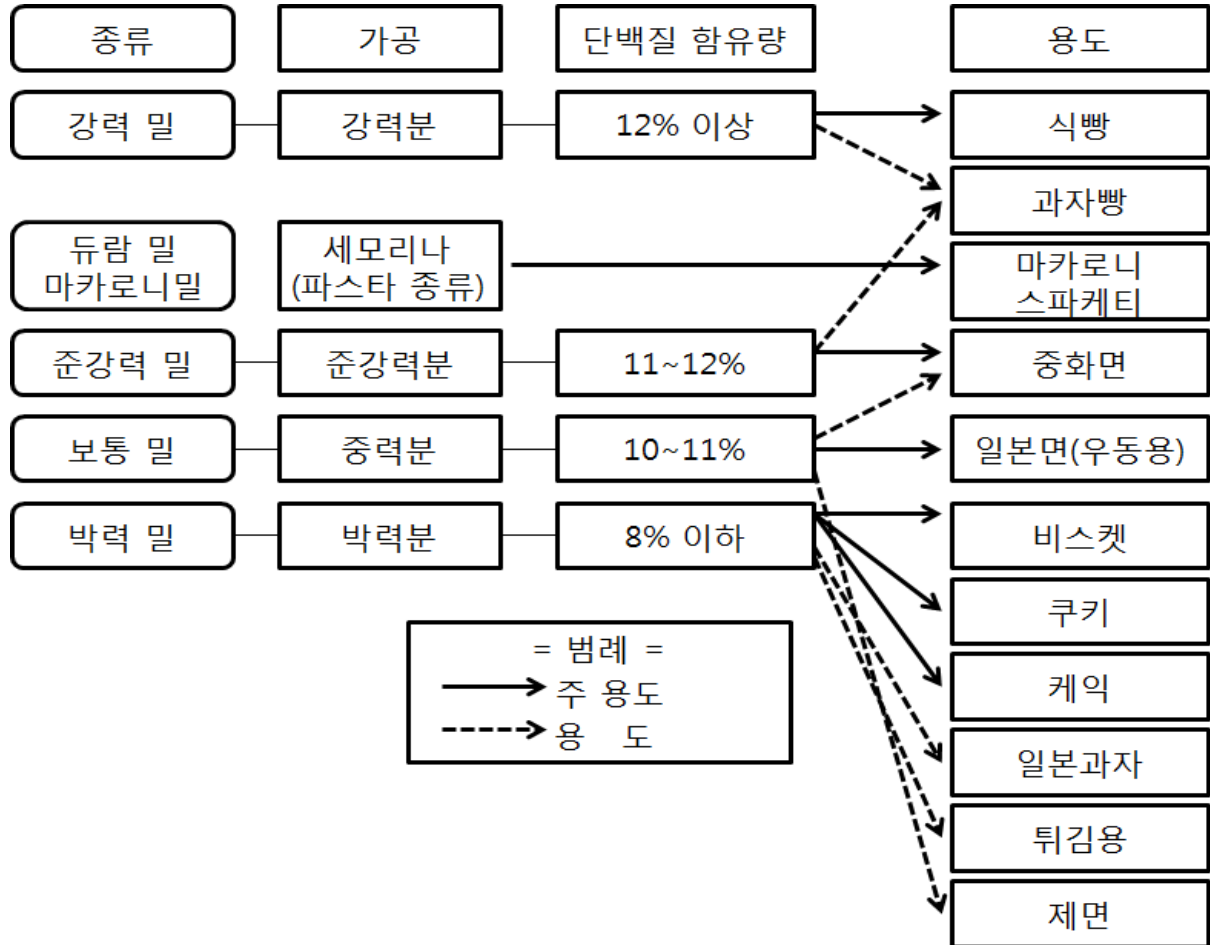 종류 가공 단백질 함유량 용도
강력 밀 강력분 12% 이상 식빵
과자빵
듀람 밀
마카로니밀
세모리나
(파스타 종류)
마카로니
스파케티
준강력 밀 준강력분 11~12% 중화면
보통 밀 중력분 10~11% 일본면(우동용)
박력 밀 박력분 8% 이하 비스켓
쿠키
케익
일본과자
튀김용
제면
= 범례 =
주 용도
용 도